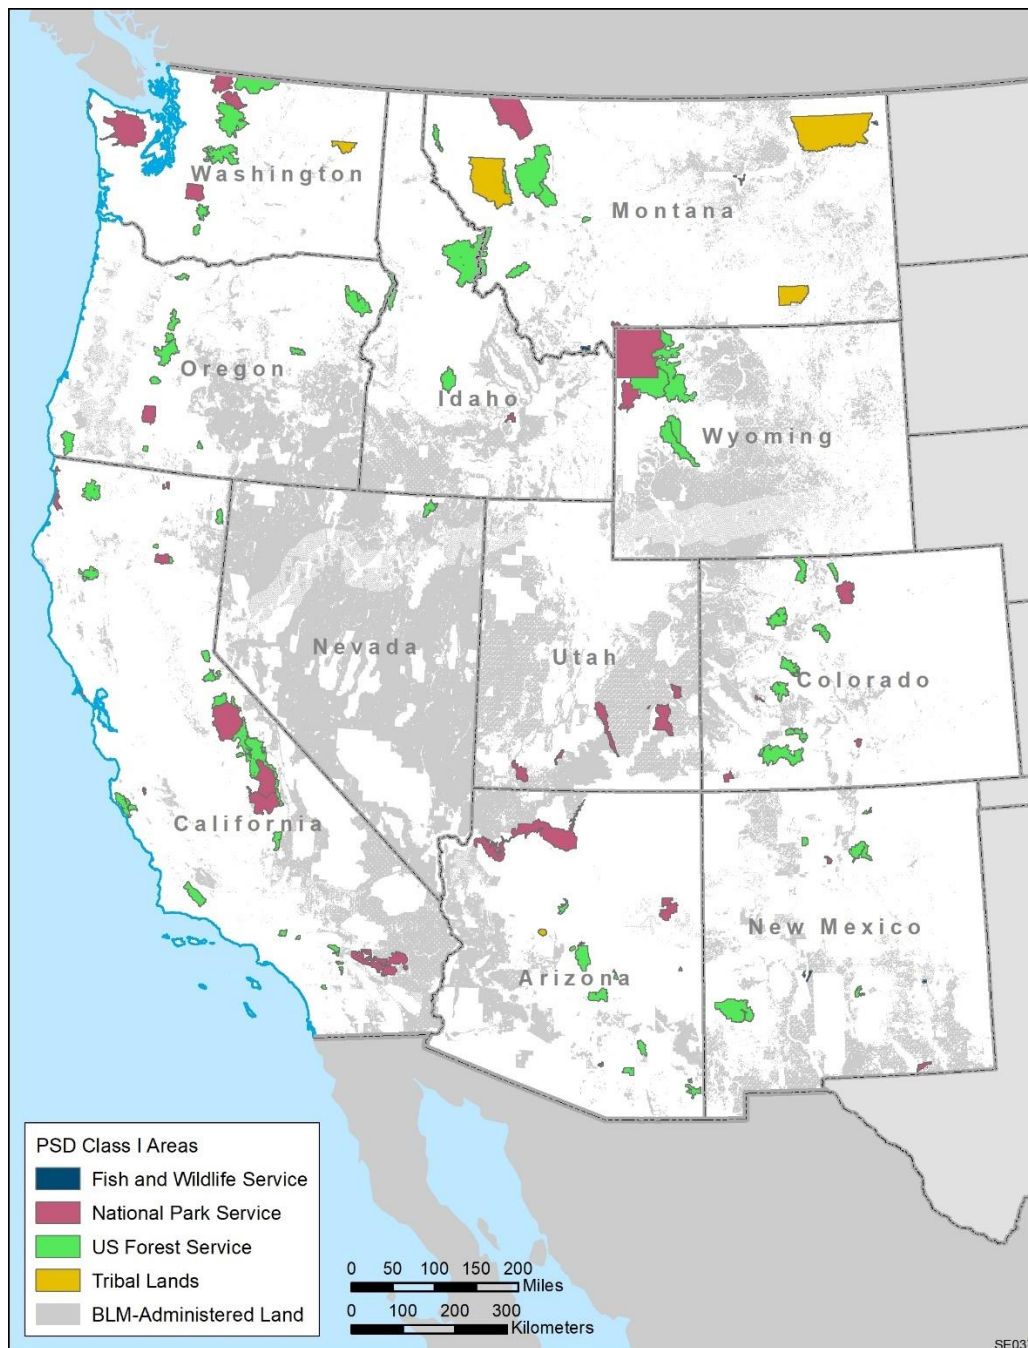 Washington
Montana
Oregon
Idaho
Wyoming
Nevada
Utah
Colorado
California
New Mexico
Arizona
PSD Class I Areas
Fish and Wildlife Service
National Park Service
US Forest Service
Tribal Lands
BLM-Administered Land
0 50 100 150 200
Miles
0 100 200 300
Kilometers